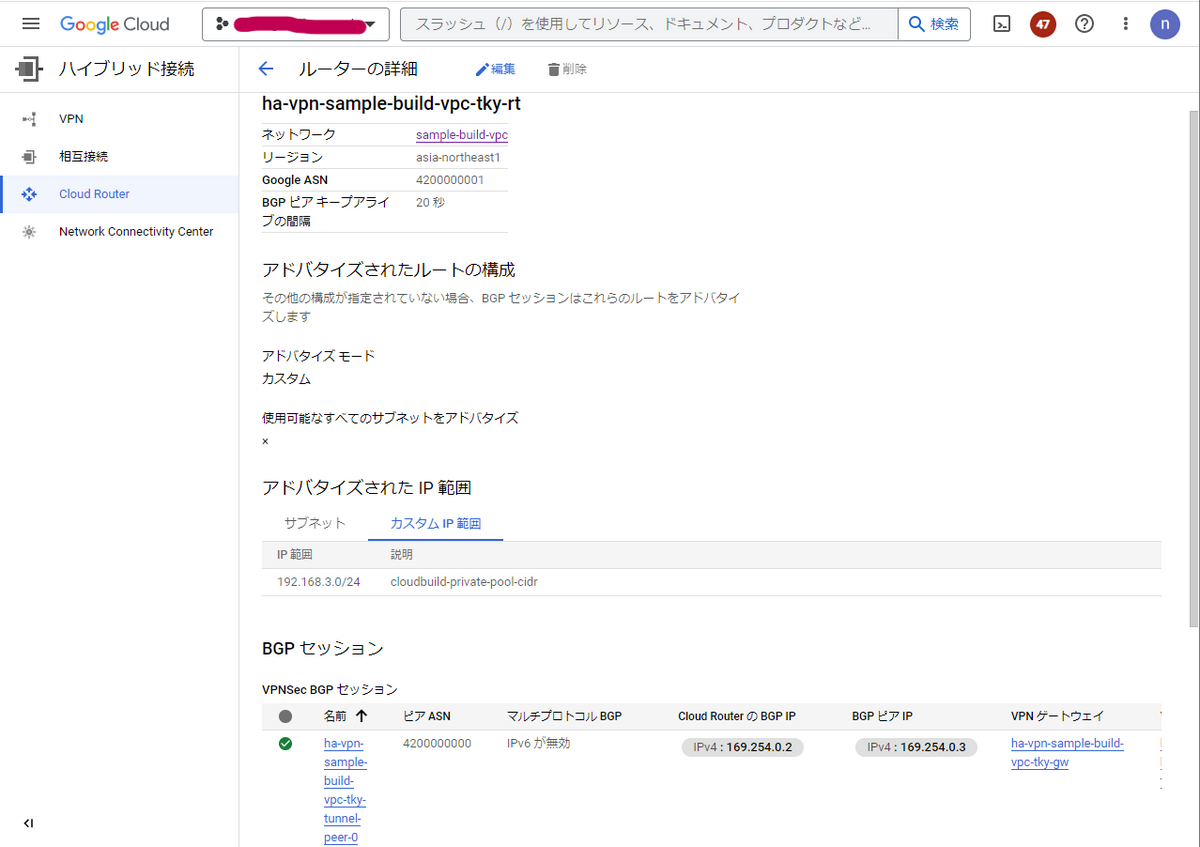 Google Cloud
スラッシュ（/）を使用してリソース、ドキュメント、プロダクトなど...
検索
47
n
ハイブリッド接続
ルーターの詳細
編集
削除
VPN
相互接続
Cloud Router
Network Connectivity Center
ha-vpn-sample-build-vpc-tky-rt
ネットワーク sample-build-vpc
リージョン asia-northeast1
Google ASN 4200000001
BGP ピア キープアライ 20 秒
ブの間隔
アドバタイズされたルートの構成
その他の構成が指定されていない場合、BGP セッションはこれらのルートをアドバタイ
ズします
アドバタイズ モード
カスタム
使用可能なすべてのサブネットをアドバタイズ
×
アドバタイズされた IP 範囲
サブネット カスタム IP 範囲
IP 範囲 説明
192.168.3.0/24 cloudbuild-private-pool-cidr
BGP セッション
VPNSec BGP セッション
名前 ↑ ピア ASN マルチプロトコル BGP Cloud Router の BGP IP BGP ピア IP VPN ゲートウェイ
ha-vpn- 4200000000 IPv6 が無効 IPv4 : 169.254.0.2 IPv4 : 169.254.0.3 ha-vpn-sample-build-
sample- vpc-tky-gw
build-
vpc-tky-
tunnel-
peer-0